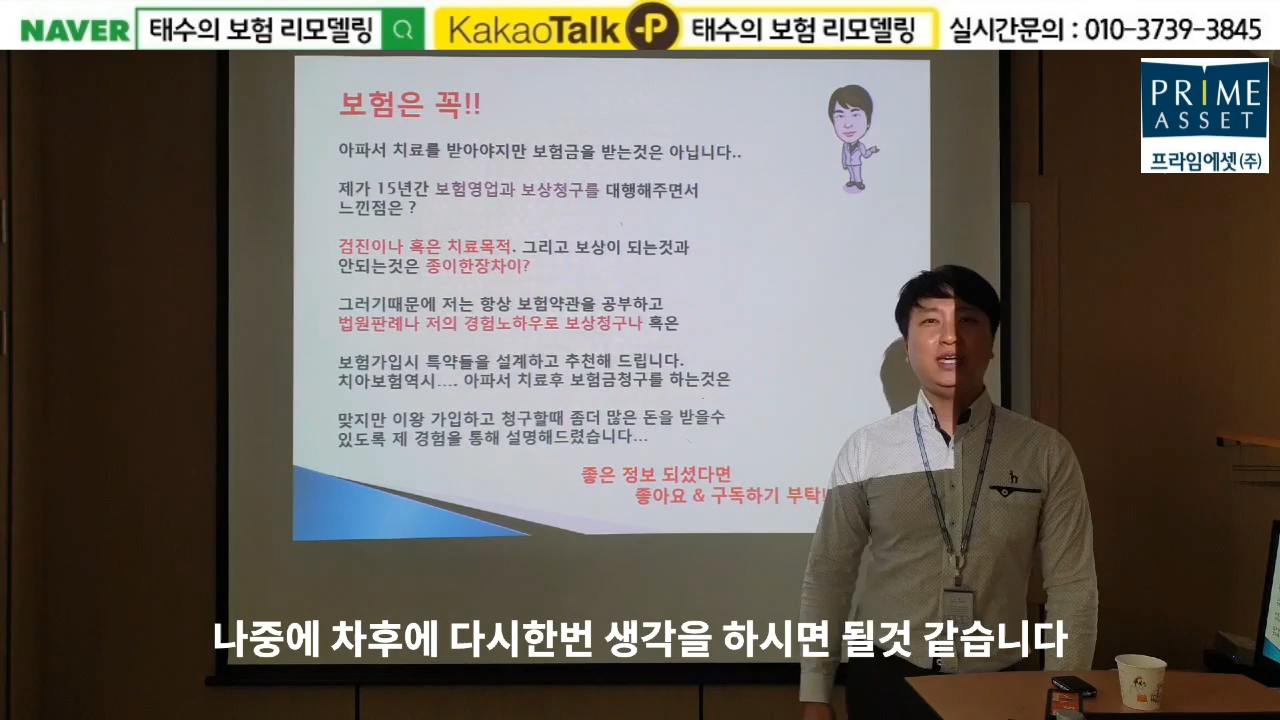 NAVER 태수의 보험 리모델링 KakaoTalk P 태수의 보험 리모델링 실시간문의 : 010-3739-3845
PRIME
ASSET
프라임에셋(주)
보험은 꼭!!
아파서 치료를 받아야지만 보험금을 받는것은 아닙니다..
제가 15년간 보험영업과 보상청구를 대행해주면서
느낀점은 ?
검진이나 혹은 치료목적. 그리고 보상이 되는것과
안되는것은 종이한장차이?
그러기때문에 저는 항상 보험약관을 공부하고
법원판례나 저의 경험노하우로 보상청구나 혹은
보험가입시 특약들을 설계하고 추천해 드립니다.
치아보험역시.... 아파서 치료후 보험금청구를 하는것은
맞지만 이왕 가입하고 청구할때 좀더 많은 돈을 받을수
있도록 제 경험을 통해 설명해드렸습니다...
좋은 정보 되셨다면
좋아요 & 구독하기 부탁
나중에 차후에 다시한번 생각을 하시면 될것 같습니다